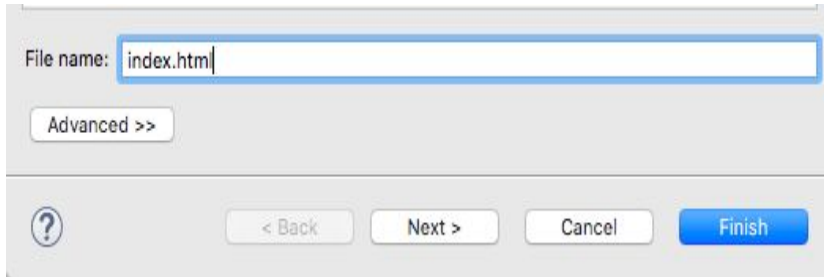 File name: index.html
Advanced >>
? < Back Next > Cancel Finish